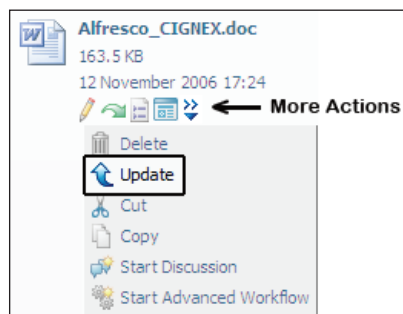 Alfresco_CIGNEX.doc
163.5 KB
12 November 2006 17:24
More Actions
Delete
Update
Cut
Copy
Start Discussion
Start Advanced Workflow